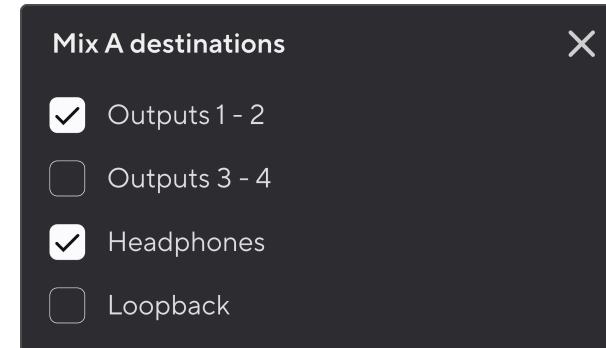 Mix A destinations
Outputs 1 - 2
Outputs 3 - 4
Headphones
Loopback